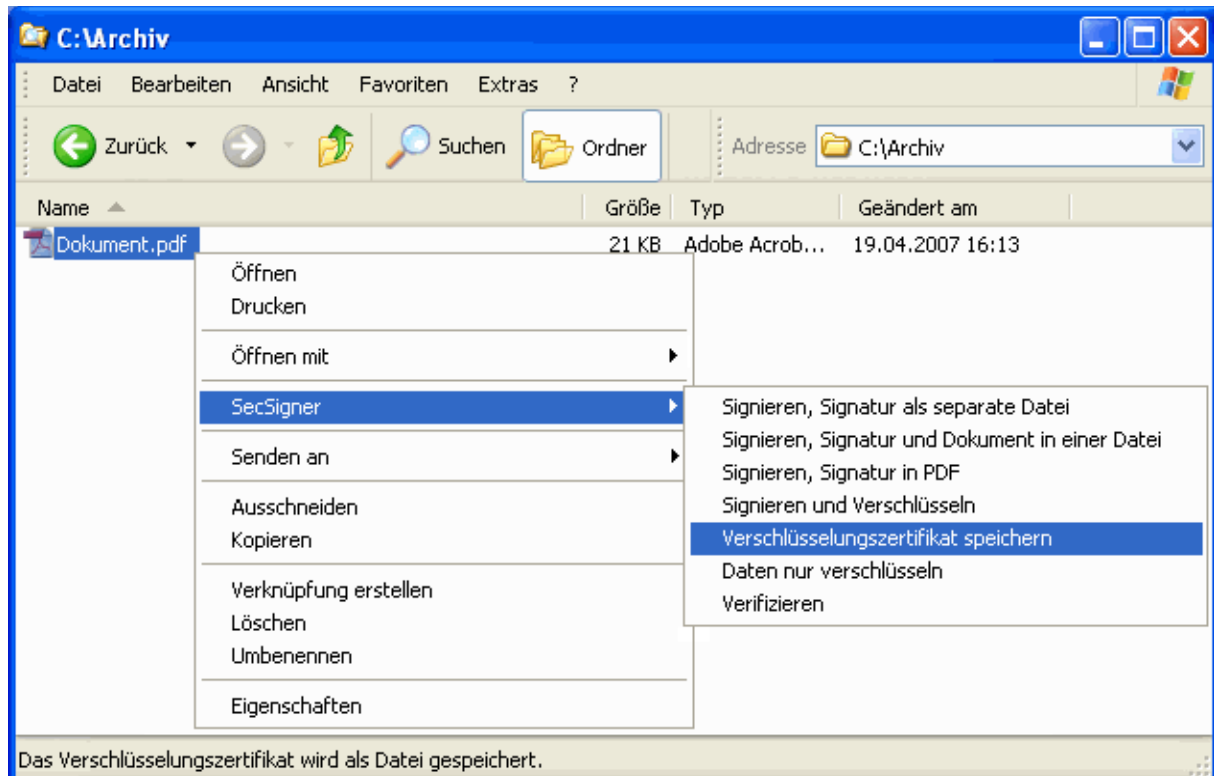 C:\Archiv
Datei Bearbeiten Ansicht Favoriten Extras ?
Zurück Suchen Ordner Adresse C:\Archiv
Name Größe Typ Geändert am
Dokument.pdf 21 KB Adobe Acrob... 19.04.2007 16:13
Öffnen
Drucken
Öffnen mit
SecSigner
Senden an
Ausschneiden
Kopieren
Verknüpfung erstellen
Löschen
Umbenennen
Eigenschaften
Signieren, Signatur als separate Datei
Signieren, Signatur und Dokument in einer Datei
Signieren, Signatur in PDF
Signieren und Verschlüsseln
Verschlüsselungszertifikat speichern
Daten nur verschlüsseln
Verifizieren
Das Verschlüsselungszertifikat wird als Datei gespeichert.